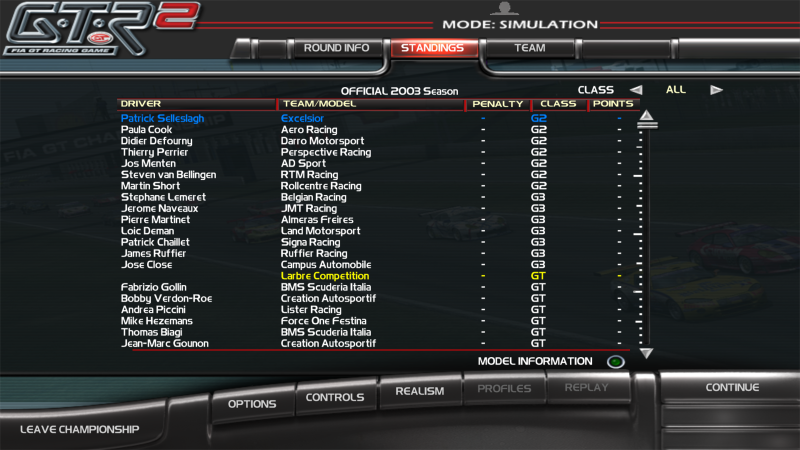 GTR2
FIA GT RACING GAME
MODE: SIMULATION
ROUND INFO STANDINGS TEAM
OFFICIAL 2003 Season CLASS ALL
DRIVER TEAM/MODEL PENALTY CLASS POINTS
Patrick Selleslagh Excelsior - G2 -
Paula Cook Aero Racing - G2 -
Didier Defourny Darro Motorsport - G2 -
Thierry Perrier Perspective Racing - G2 -
Jos Menten AD Sport - G2 -
Steven van Bellingen RTM Racing - G2 -
Martin Short Rollcentre Racing - G2 -
Stephane Lemeret Belgian Racing - G3 -
Jerome Naveaux JMT Racing - G3 -
Pierre Martinet Almeras Freires - G3 -
Loic Deman Land Motorsport - G3 -
Patrick Chaillet Signa Racing - G3 -
James Ruffier Ruffier Racing - G3 -
Jose Close Campus Automobile - G3 -
Larbre Competition - GT -
Fabrizio Gollin BMS Scuderia Italia - GT -
Bobby Verdon-Roe Creation Autosportif - GT -
Andrea Piccini Lister Racing - GT -
Mike Hezemans Force One Festina - GT -
Thomas Biagi BMS Scuderia Italia - GT -
Jean-Marc Gounon Creation Autosportif - GT -
MODEL INFORMATION
LEAVE CHAMPIONSHIP OPTIONS CONTROLS REALISM PROFILES REPLAY CONTINUE